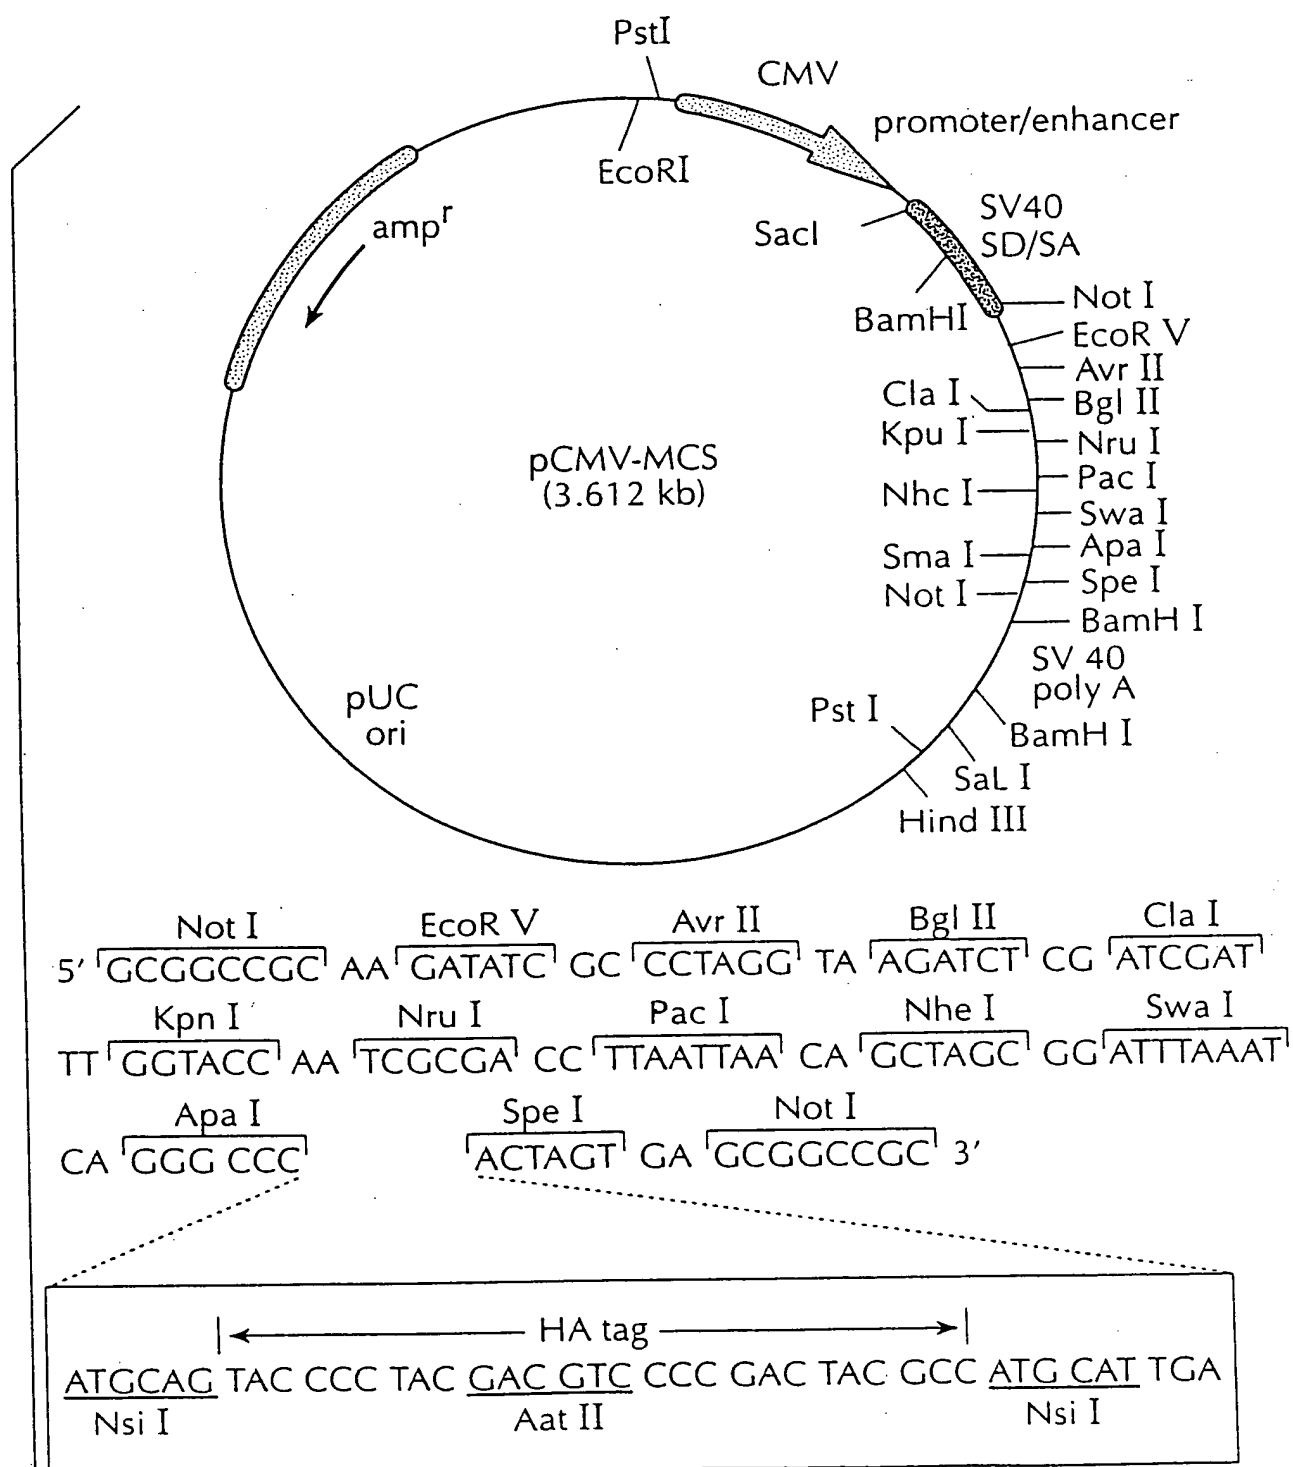 PstI
CMV
promoter/enhancer
EcoRI
amp^r
SacI
SV40
SD/SA
BamHI
Not I
EcoR V
Avr II
Cla I
Bgl II
Kpu I
Nru I
pCMV-MCS
(3.612 kb)
Pac I
Nhc I
Swa I
Sma I
Apa I
Not I
Spe I
BamH I
SV 40
poly A
pUC
ori
Pst I
BamH I
SaL I
Hind III
Not I EcoR V Avr II Bgl II Cla I
5' GCGGCCGC AA GATATC GC CCTAGG TA AGATCT CG ATCGAT
Kpn I Nru I Pac I Nhe I Swa I
TT GGTACC AA TCGCGA CC TTAATTAA CA GCTAGC GG ATTTAAAT
Apa I Spe I Not I
CA GGG CCC ACTAGT GA GCGGCCGC 3'
HA tag
ATGCAG TAC CCC TAC GAC GTC CCC GAC TAC GCC ATG CAT TGA
Nsi I Aat II Nsi I